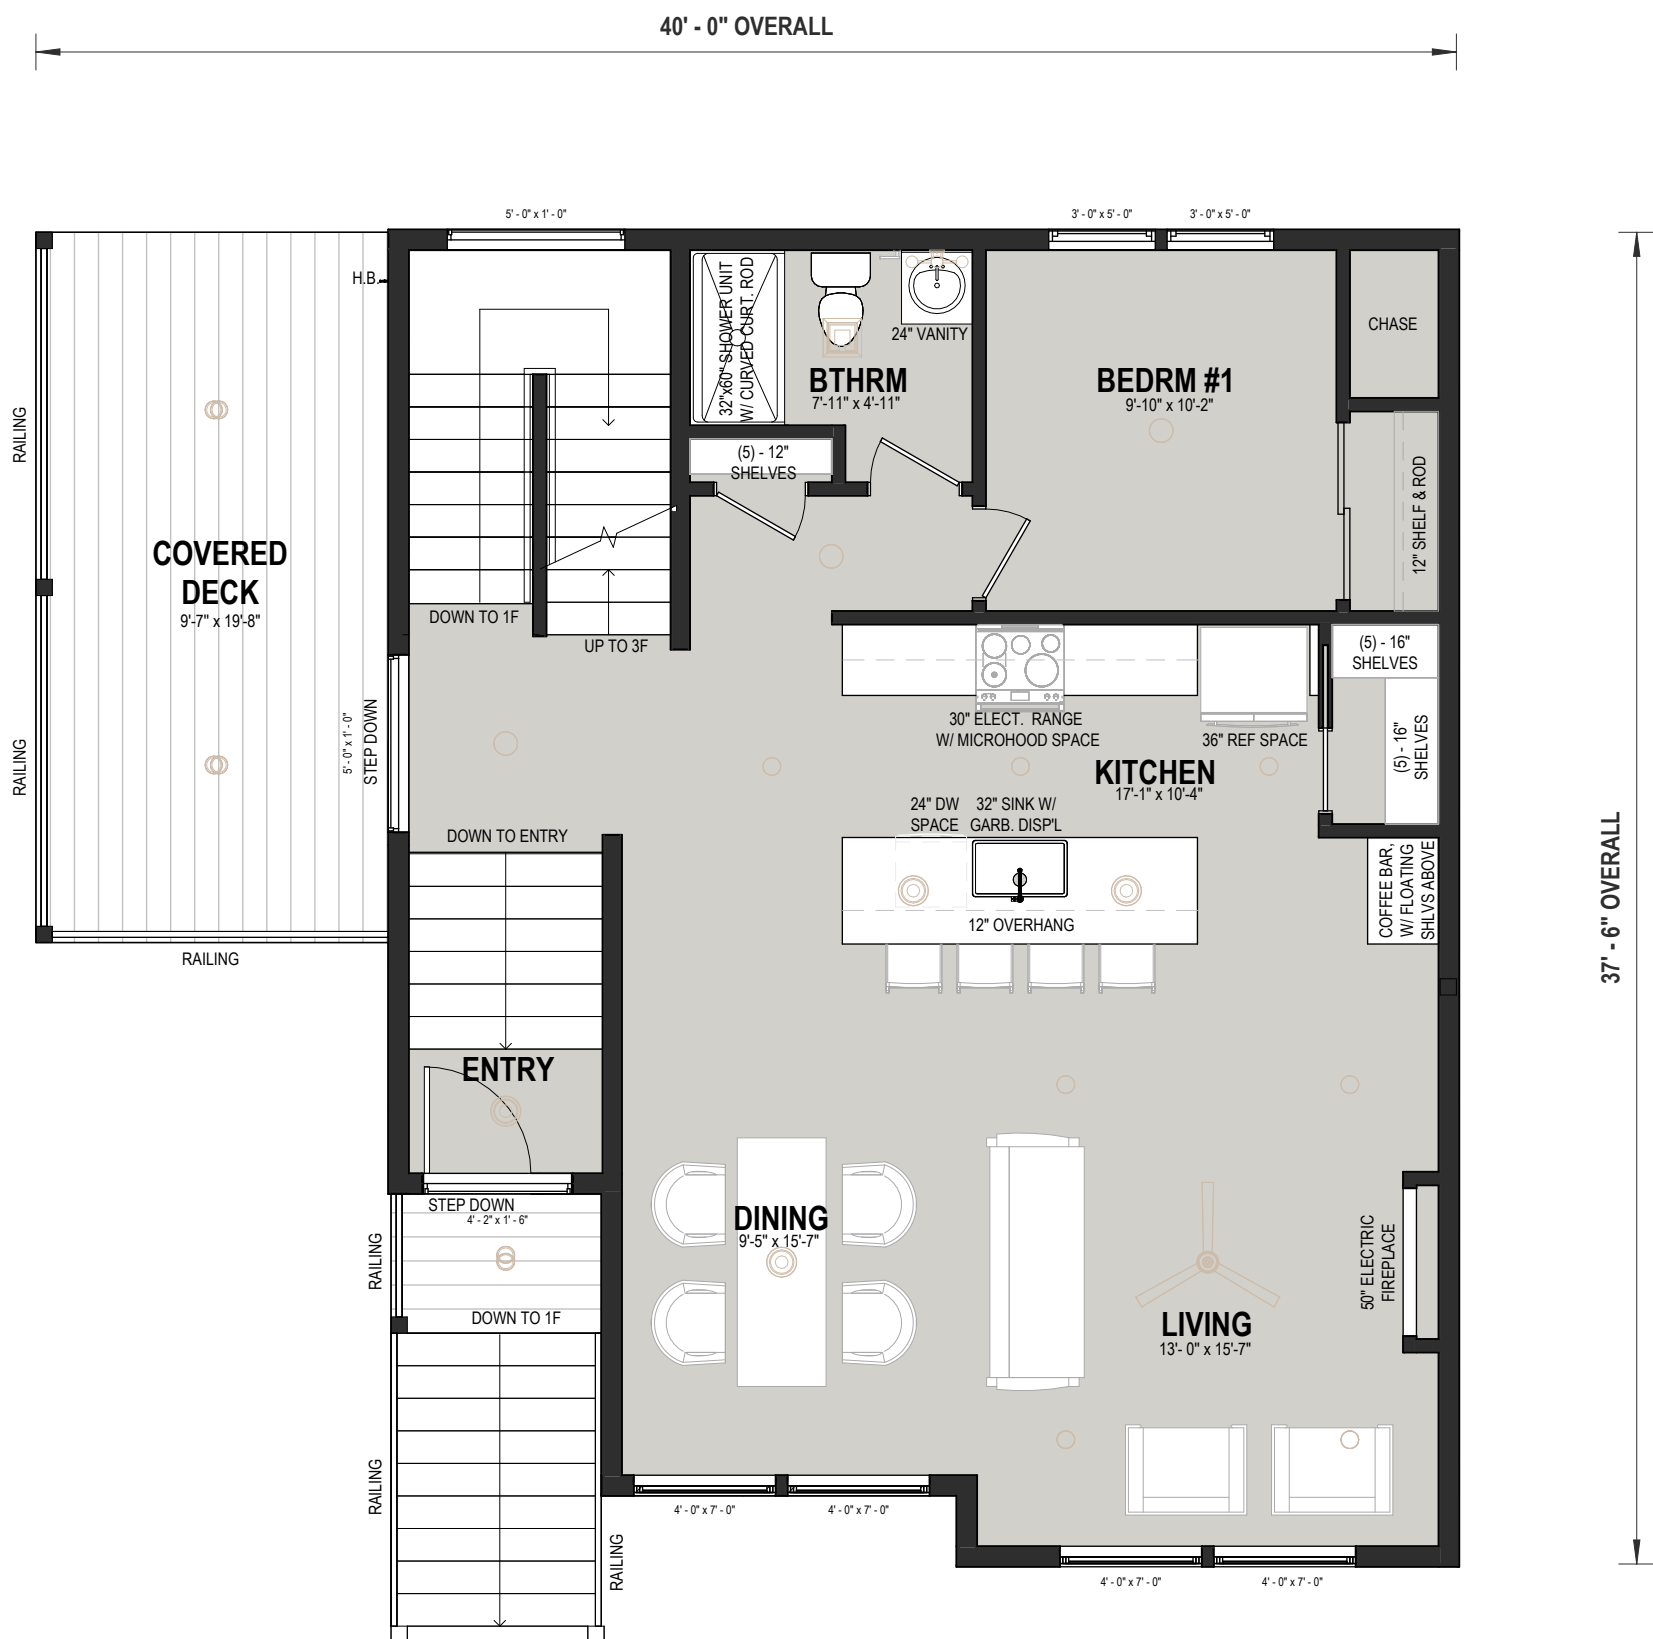 40' - 0" OVERALL
5' - 0" x 1' - 0"
3' - 0" x 5' - 0"
3' - 0" x 5' - 0"
H.B.
32"x60" SHOWER UNIT
W/ CURVED CURT. ROD
24" VANITY
BTHRM
7'-11" x 4'-11"
BEDRM #1
9'-10" x 10'-2"
CHASE
RAILING
(5) - 12"
SHELVES
12" SHELF & ROD
COVERED
DECK
9'-7" x 19'-8"
DOWN TO 1F
UP TO 3F
(5) - 16"
SHELVES
RAILING
5' - 0" x 1' - 0"
STEP DOWN
30" ELECT. RANGE
W/ MICROHOOD SPACE
36" REF SPACE
(5) - 16"
SHELVES
KITCHEN
17'-1" x 10'-4"
24" DW
SPACE
32" SINK W/
GARB. DISP'L
DOWN TO ENTRY
12" OVERHANG
COFFEE BAR,
W/ FLOATING
SHLVS ABOVE
37' - 6" OVERALL
RAILING
ENTRY
STEP DOWN
4' - 2" x 1' - 6"
RAILING
DINING
9'-5" x 15'-7"
50" ELECTRIC
FIREPLACE
DOWN TO 1F
LIVING
13'- 0" x 15'-7"
RAILING
4' - 0" x 7' - 0"
4' - 0" x 7' - 0"
RAILING
4' - 0" x 7' - 0"
4' - 0" x 7' - 0"